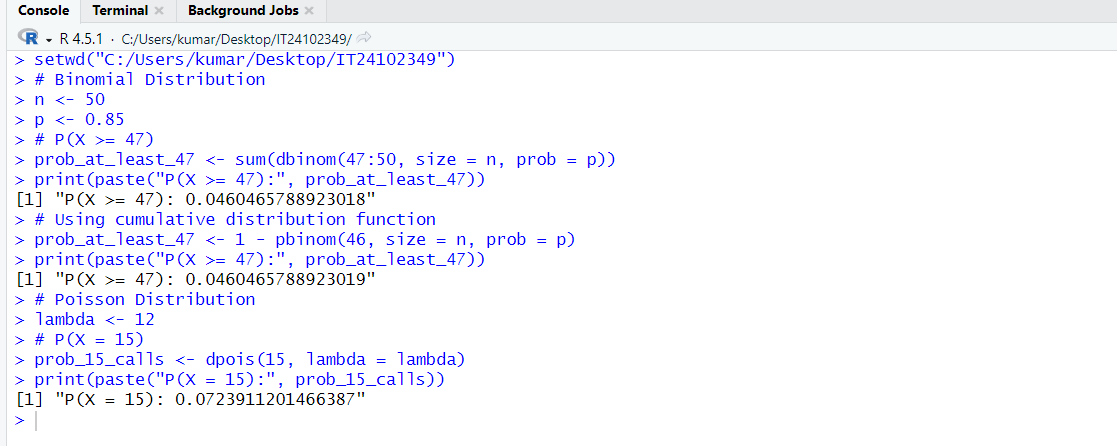 Console Terminal Background Jobs
R R 4.5.1 · C:/Users/kumar/Desktop/IT24102349/
> setwd("C:/Users/kumar/Desktop/IT24102349")
> # Binomial Distribution
> n <- 50
> p <- 0.85
> # P(X >= 47)
> prob_at_least_47 <- sum(dbinom(47:50, size = n, prob = p))
> print(paste("P(X >= 47):", prob_at_least_47))
[1] "P(X >= 47): 0.0460465788923018"
> # Using cumulative distribution function
> prob_at_least_47 <- 1 - pbinom(46, size = n, prob = p)
> print(paste("P(X >= 47):", prob_at_least_47))
[1] "P(X >= 47): 0.0460465788923019"
> # Poisson Distribution
> lambda <- 12
> # P(X = 15)
> prob_15_calls <- dpois(15, lambda = lambda)
> print(paste("P(X = 15):", prob_15_calls))
[1] "P(X = 15): 0.0723911201466387"
>